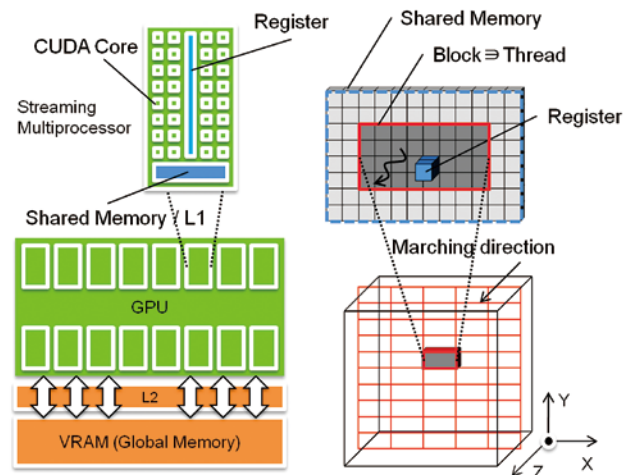 CUDA Core
Register
Streaming
Multiprocessor
Shared Memory / L1
GPU
L2
VRAM (Global Memory)
Shared Memory
Block ∋ Thread
Register
Marching direction
Y
X
Z